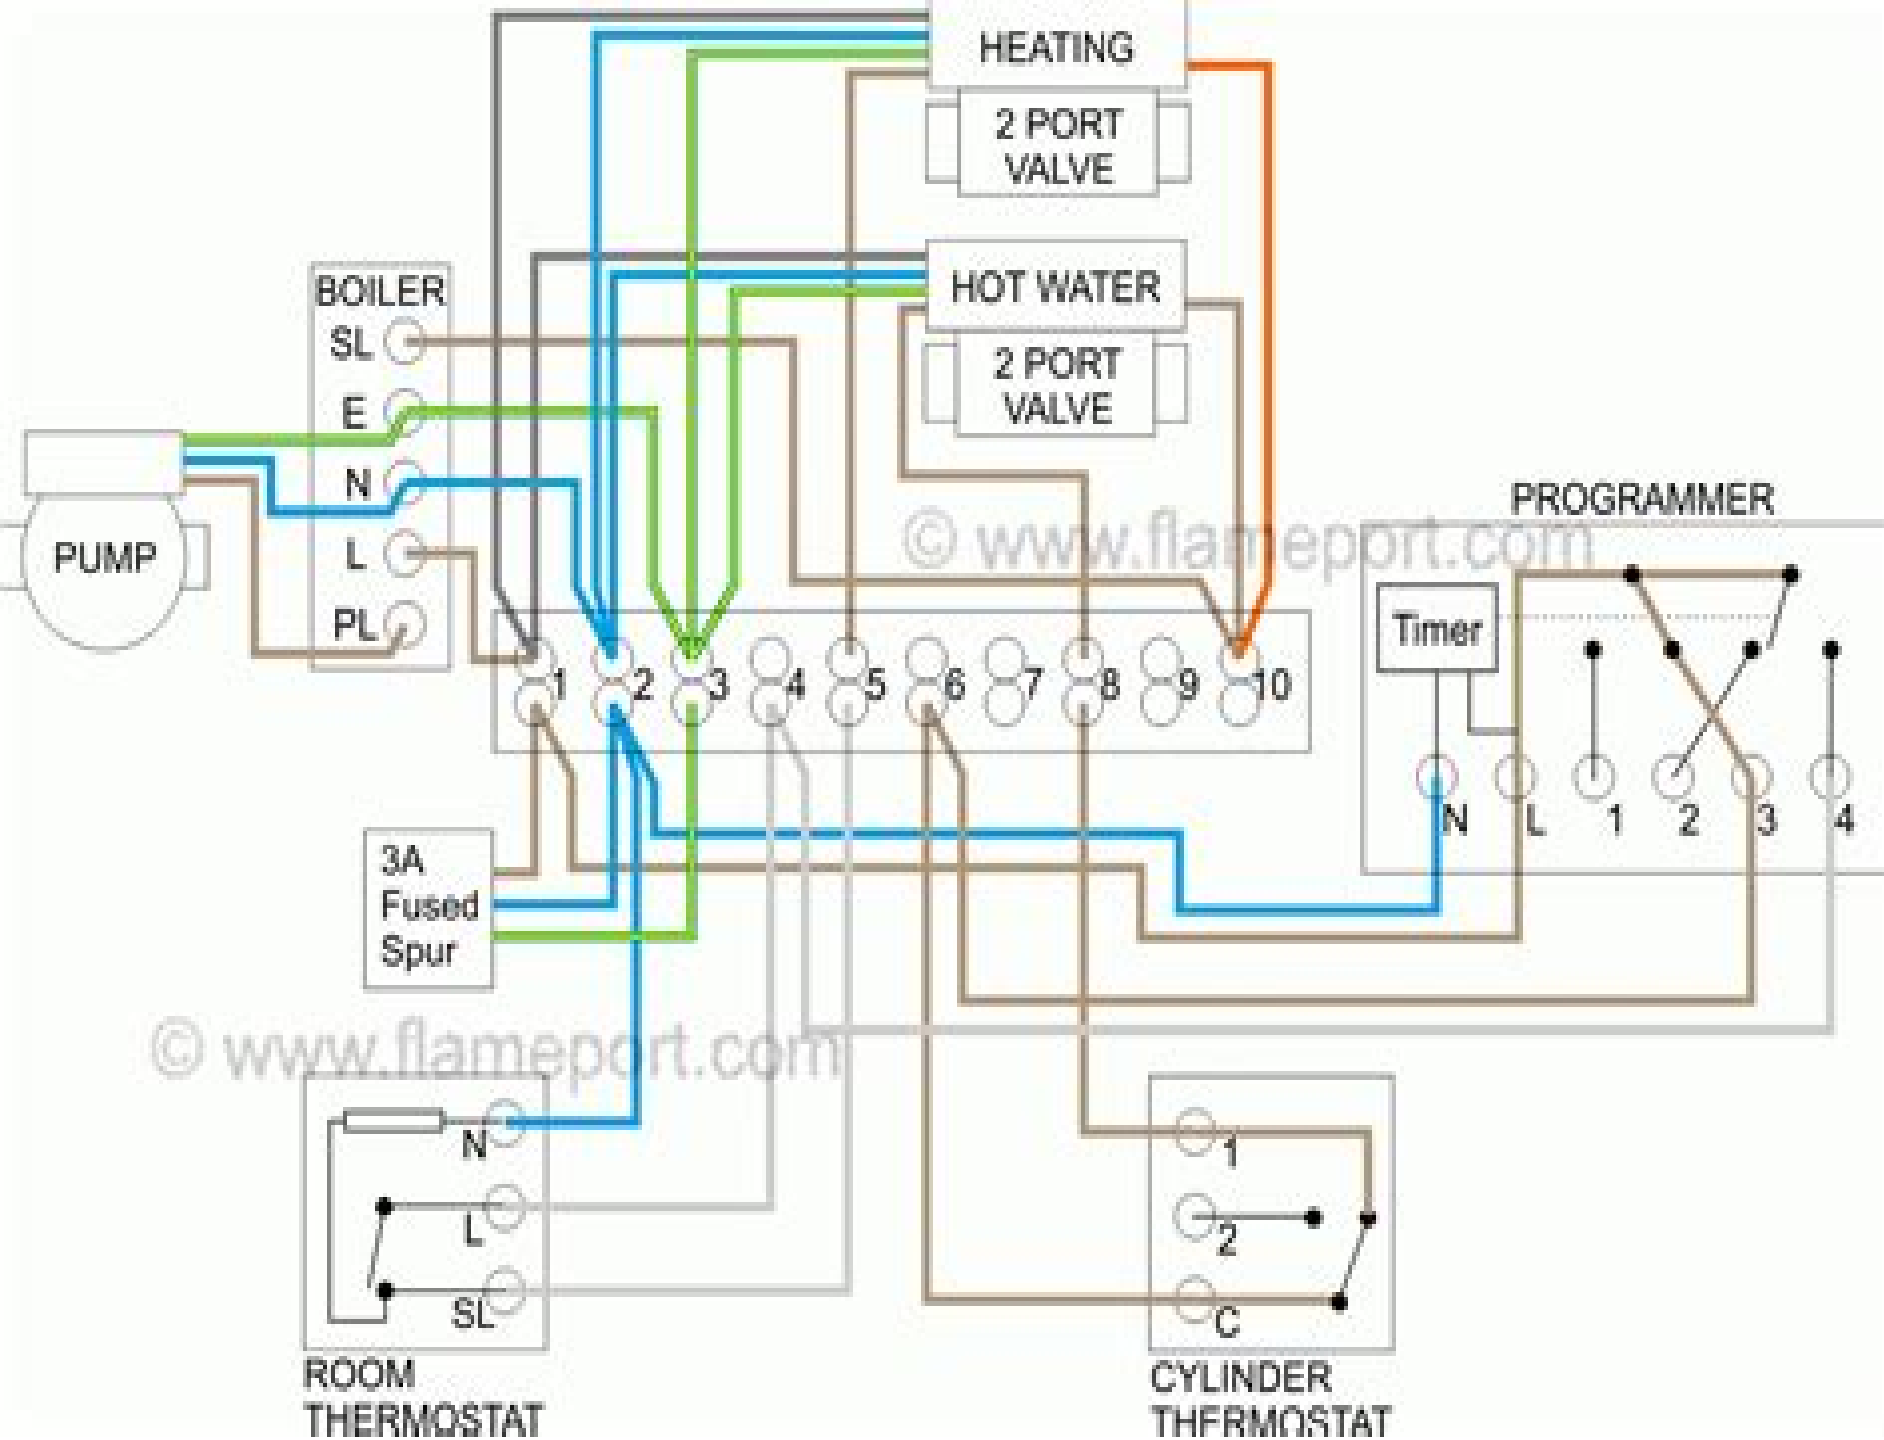 HEATING
2 PORT
VALVE
HOT WATER
2 PORT
VALVE
BOILER
SL
E
N
L
PL
PUMP
© www.flameport.com
PROGRAMMER
Timer
N
L
1
2
3
4
1
2
3
4
5
6
7
8
9
10
3A
Fused
Spur
© www.flameport.com
N
L
SL
ROOM
THERMOSTAT
1
2
C
CYLINDER
THERMOSTAT